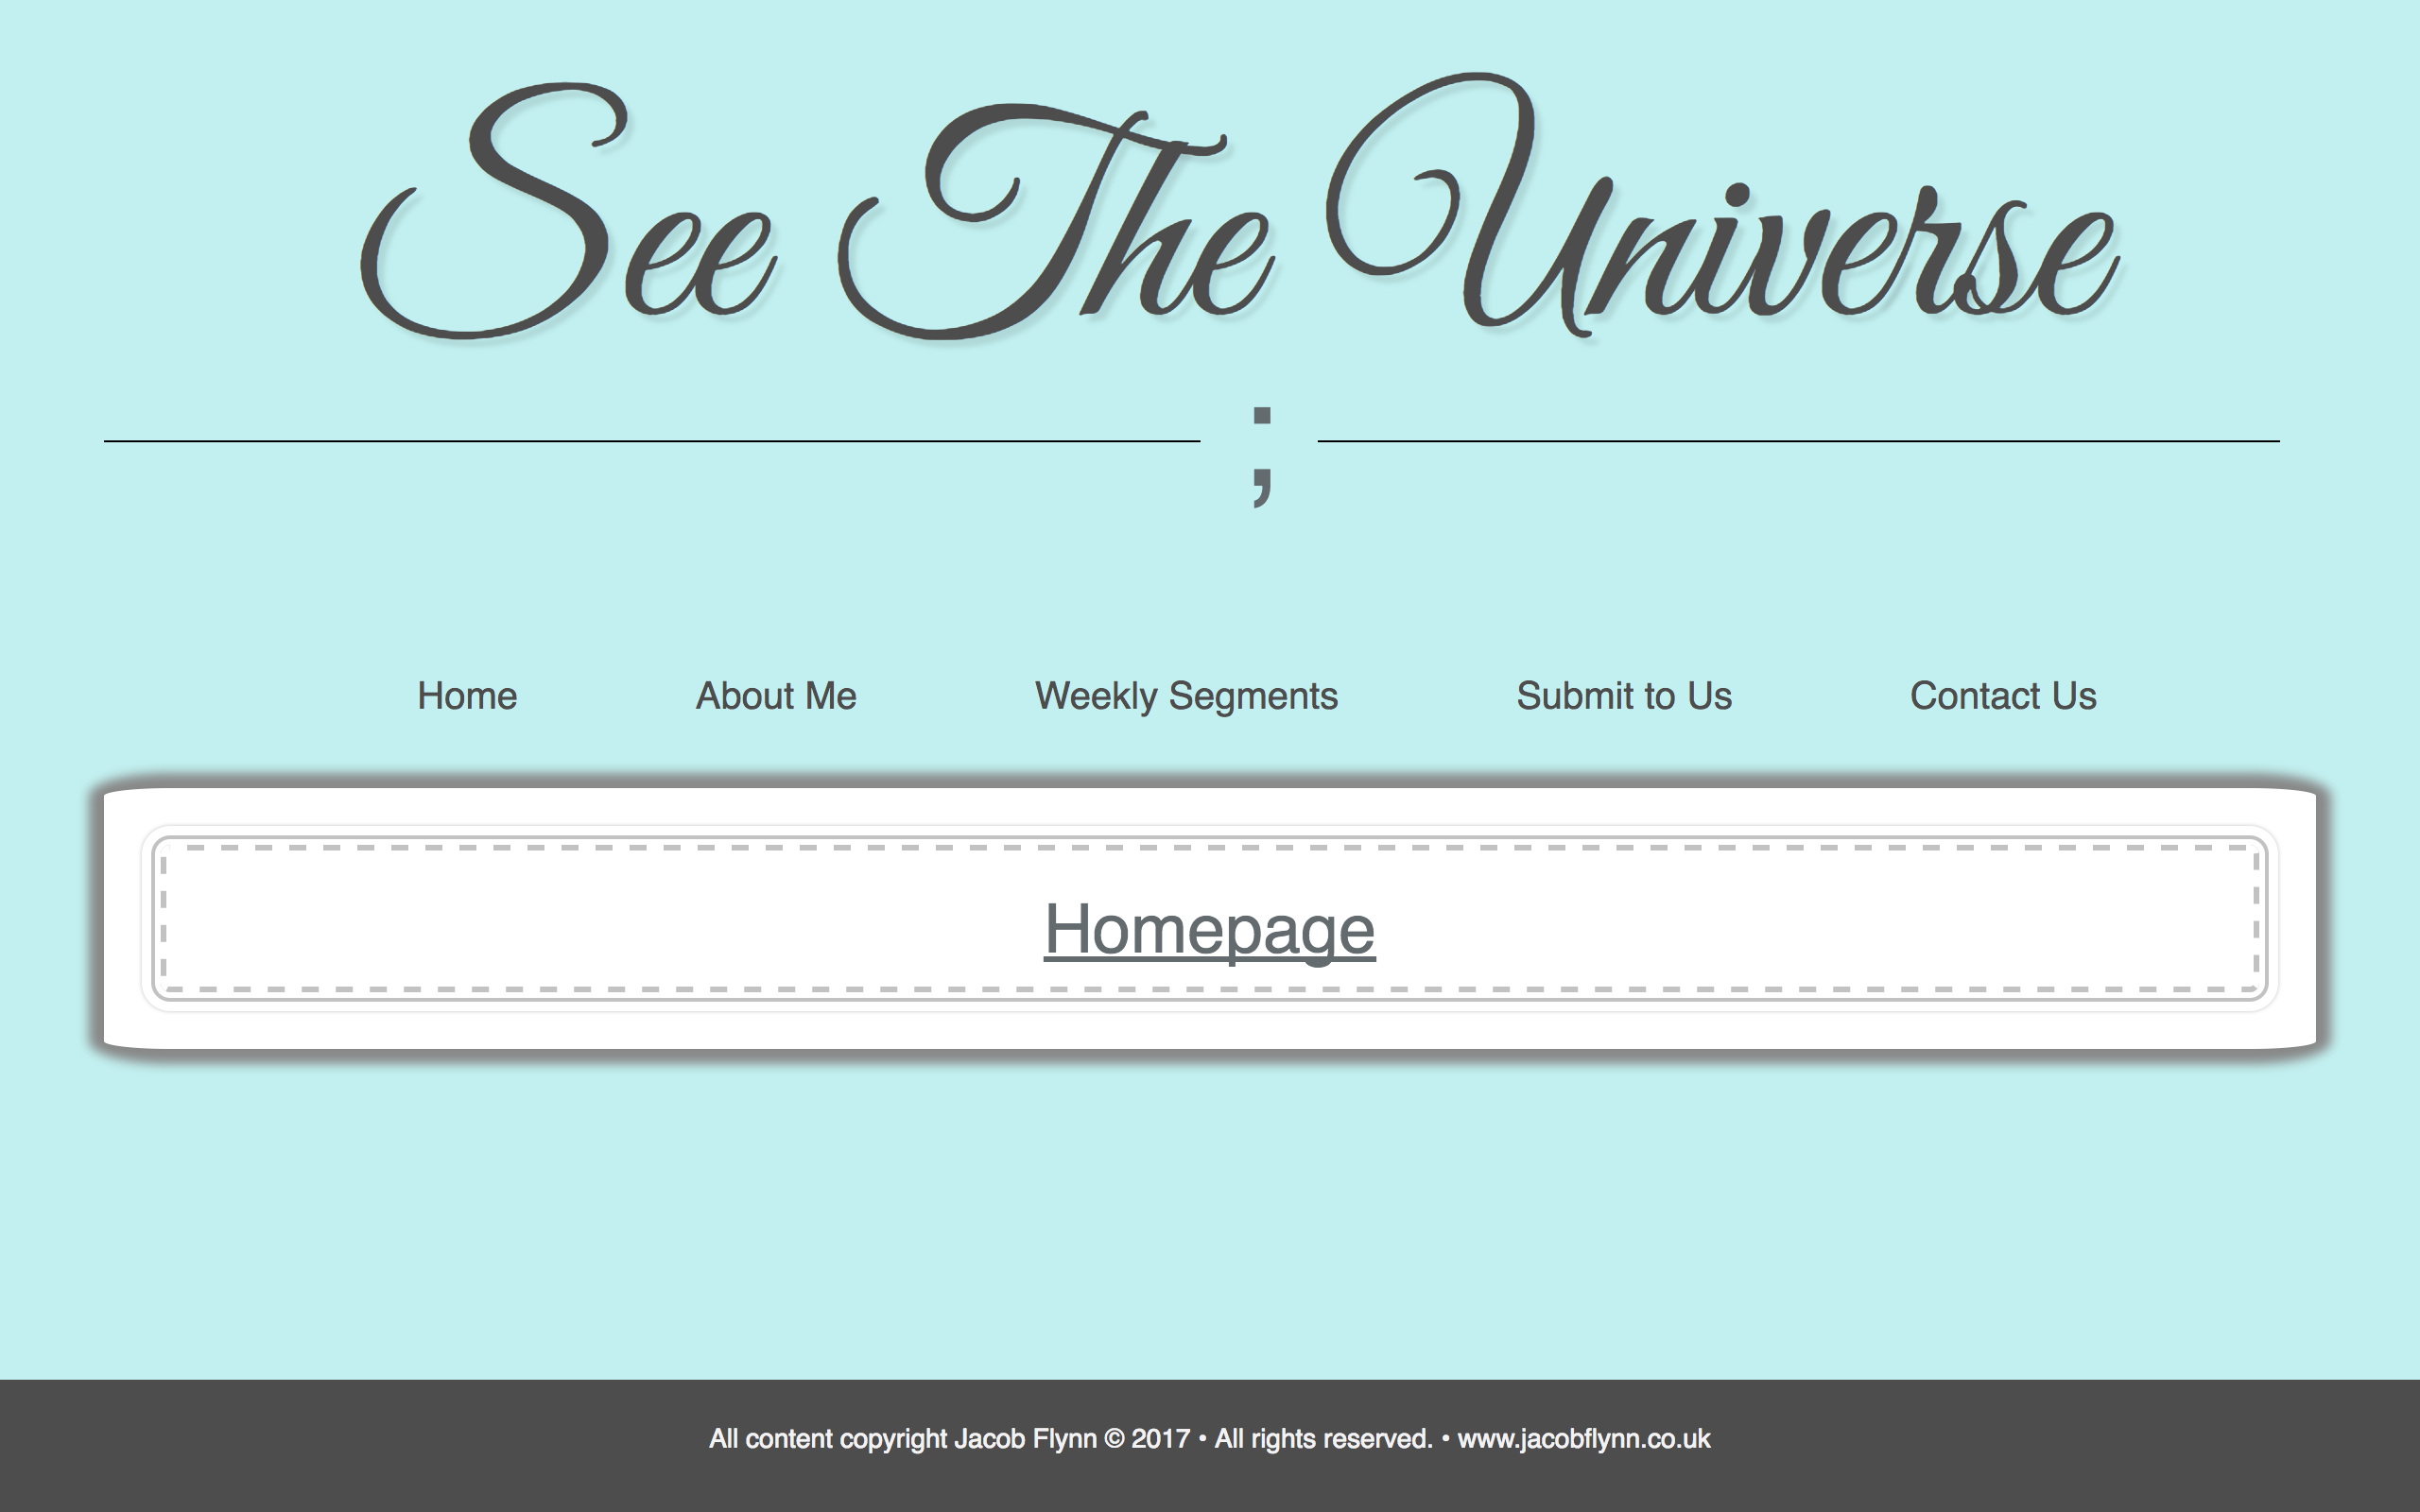 See The Universe
;
Home About Me Weekly Segments Submit to Us Contact Us
Homepage
All content copyright Jacob Flynn © 2017 • All rights reserved. • www.jacobflynn.co.uk